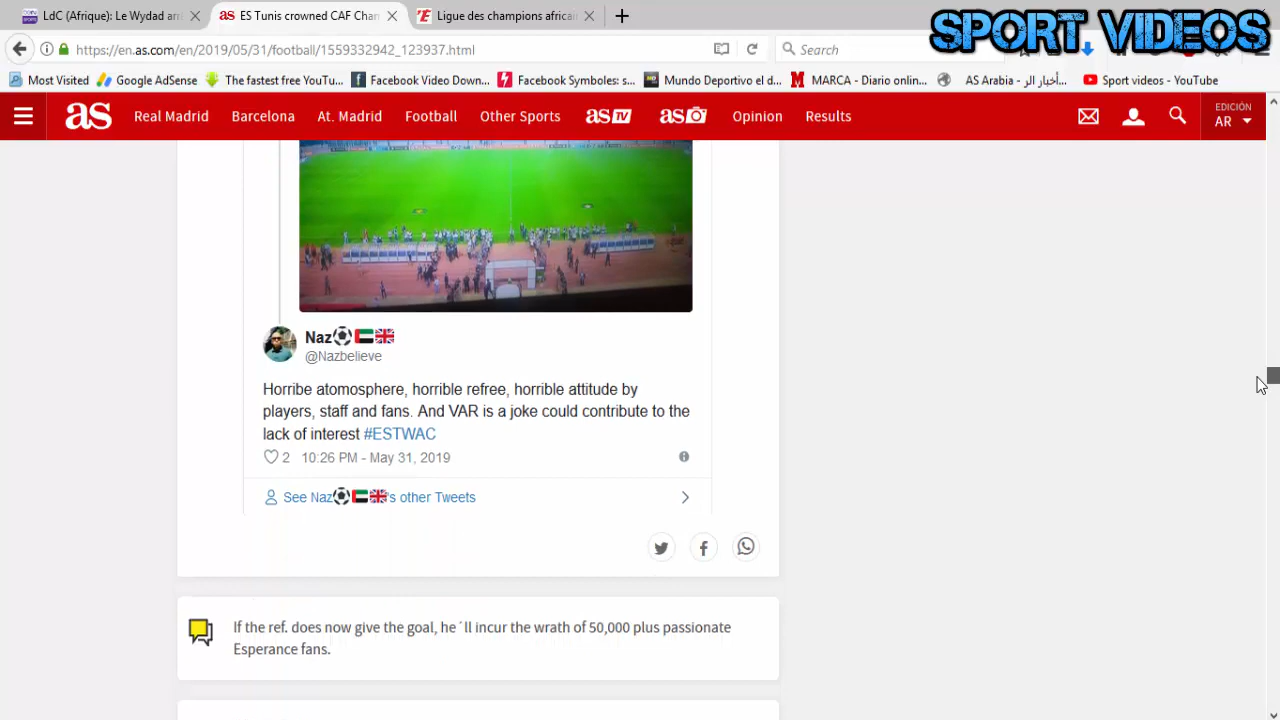 LdC (Afrique): Le Wydad arr
ES Tunis crowned CAF Chan
Ligue des champions africain
SPORT VIDEOS
https://en.as.com/en/2019/05/31/football/1559332942_123937.html
Search
Most Visited
Google AdSense
The fastest free YouTu...
Facebook Video Down...
Facebook Symboles: s...
Mundo Deportivo el d...
MARCA - Diario onlin...
AS Arabia - أخبار الر...
Sport videos - YouTube
as
Real Madrid
Barcelona
At. Madrid
Football
Other Sports
as TV
as
Opinion
Results
EDICIÓN
AR
Naz
@Nazbelieve
Horribe atomosphere, horrible refree, horrible attitude by
players, staff and fans. And VAR is a joke could contribute to the
lack of interest #ESTWAC
2 10:26 PM - May 31, 2019
See Naz's other Tweets
If the ref. does now give the goal, he´ll incur the wrath of 50,000 plus passionate
Esperance fans.